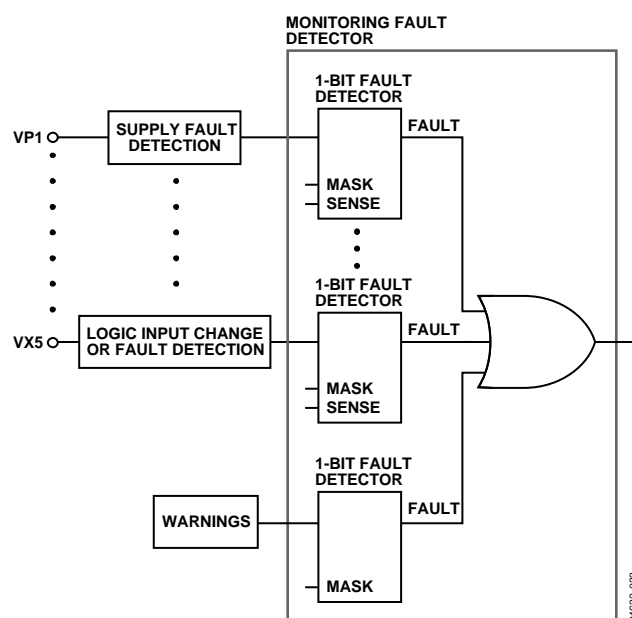 MONITORING FAULT
DETECTOR
1-BIT FAULT
DETECTOR
FAULT
VP1
SUPPLY FAULT
DETECTION
MASK
SENSE
1-BIT FAULT
DETECTOR
FAULT
VX5
LOGIC INPUT CHANGE
OR FAULT DETECTION
MASK
SENSE
1-BIT FAULT
DETECTOR
FAULT
WARNINGS
MASK